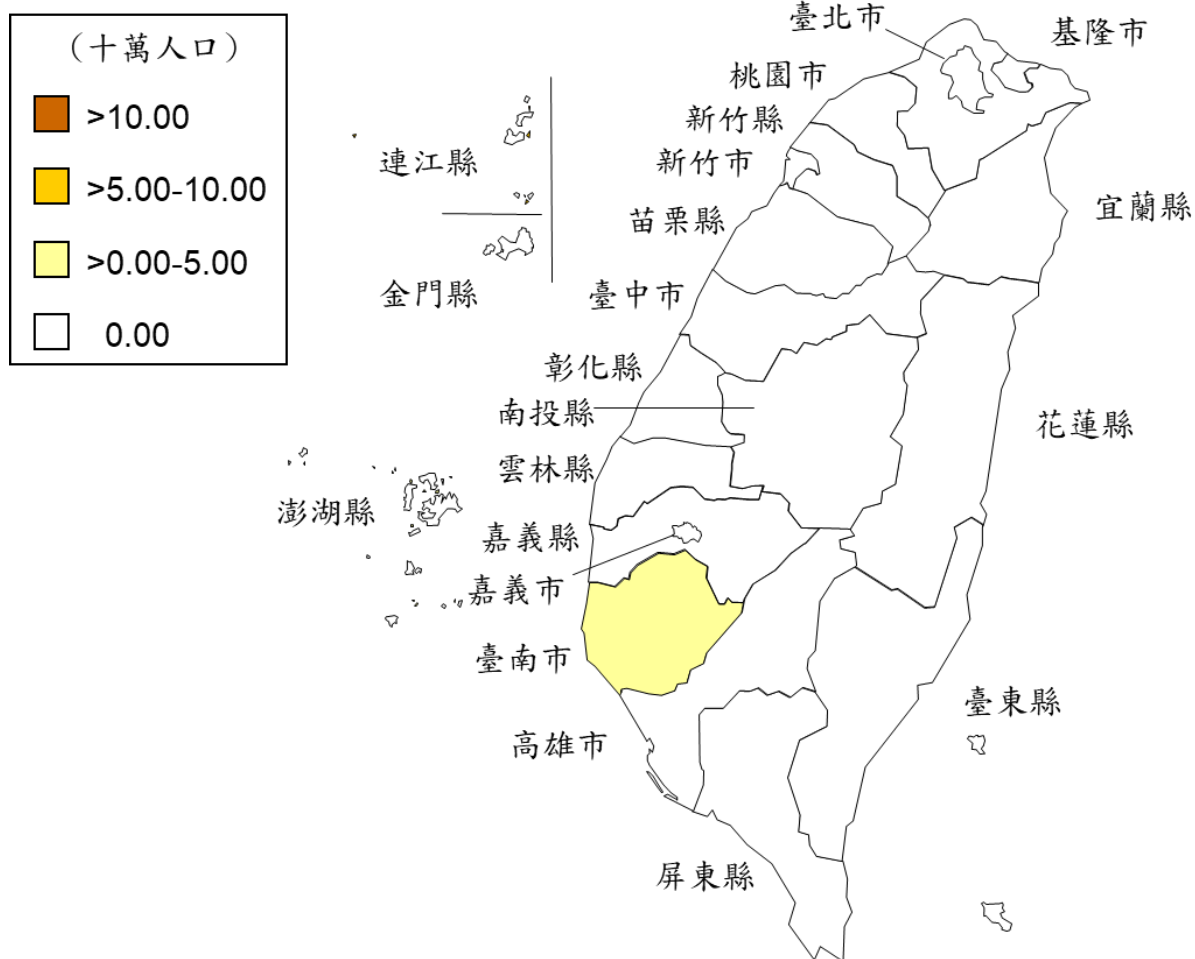 （十萬人口）
>10.00
>5.00-10.00
>0.00-5.00
0.00
臺北市
基隆市
桃園市
新竹縣
新竹市
連江縣
苗栗縣
宜蘭縣
金門縣
臺中市
彰化縣
南投縣
花蓮縣
雲林縣
澎湖縣
嘉義縣
嘉義市
臺南市
臺東縣
高雄市
屏東縣